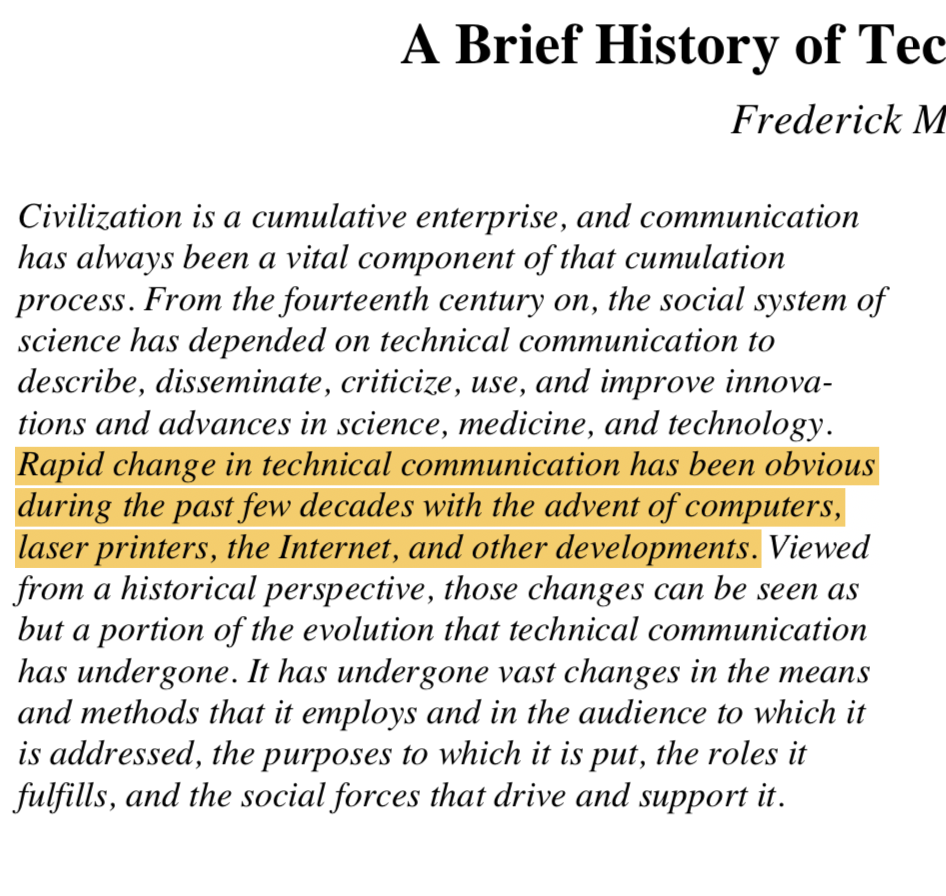 A Brief History of Tec
Frederick M
Civilization is a cumulative enterprise, and communication
has always been a vital component of that cumulation
process. From the fourteenth century on, the social system of
science has depended on technical communication to
describe, disseminate, criticize, use, and improve innova-
tions and advances in science, medicine, and technology.
Rapid change in technical communication has been obvious
during the past few decades with the advent of computers,
laser printers, the Internet, and other developments. Viewed
from a historical perspective, those changes can be seen as
but a portion of the evolution that technical communication
has undergone. It has undergone vast changes in the means
and methods that it employs and in the audience to which it
is addressed, the purposes to which it is put, the roles it
fulfills, and the social forces that drive and support it.